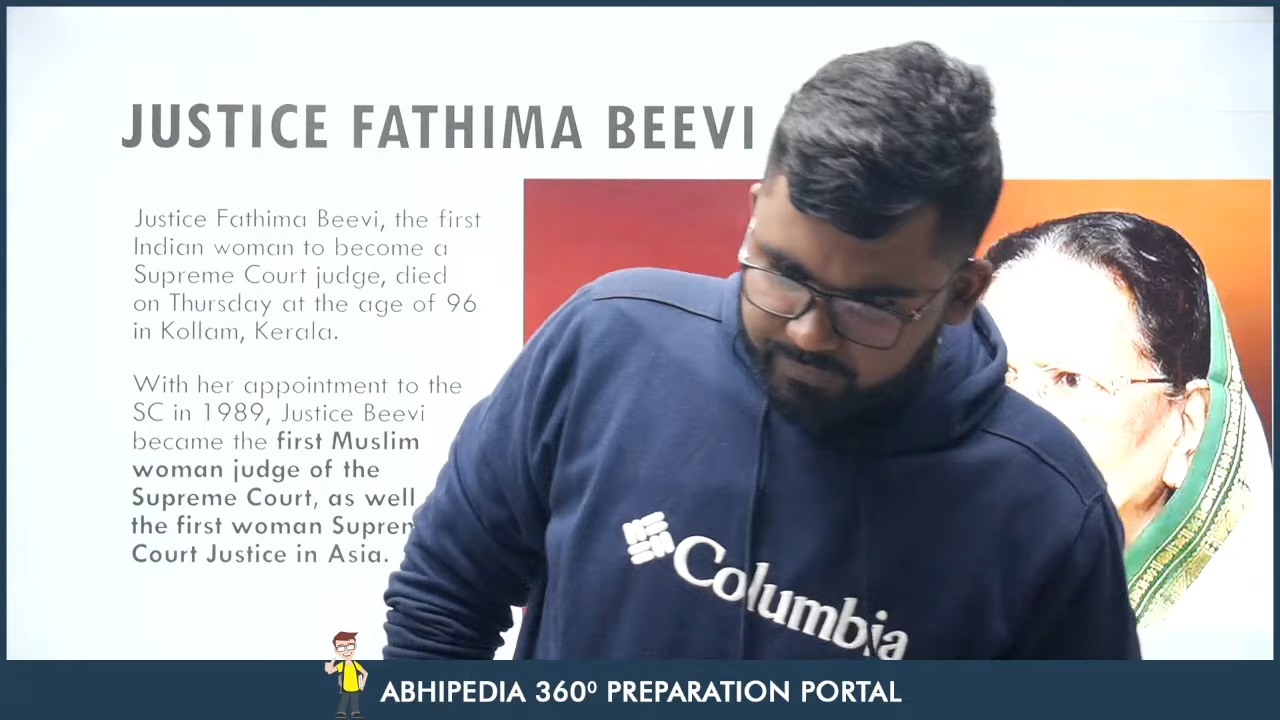 JUSTICE FATHIMA BEEVI
Justice Fathima Beevi, the first
Indian woman to become a
Supreme Court judge, died
on Thursday at the age of 96
in Kollam, Kerala.
With her appointment to the
SC in 1989, Justice Beevi
became the first Muslim
woman judge of the
Supreme Court, as well
the first woman
Court Justice in Asia.
Columbia
ABHIPEDIA 360⁰ PREPARATION PORTAL